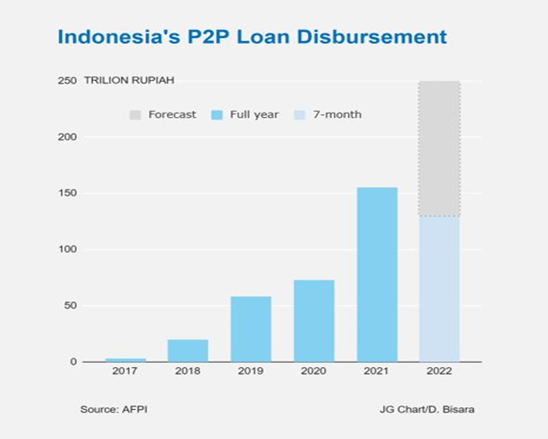 Indonesia's P2P Loan Disbursement
250 TRILION RUPIAH
Forecast Full year 7-month
200
150
100
50
0
2017 2018 2019 2020 2021 2022
Source: AFPI JG Chart/D. Bisara